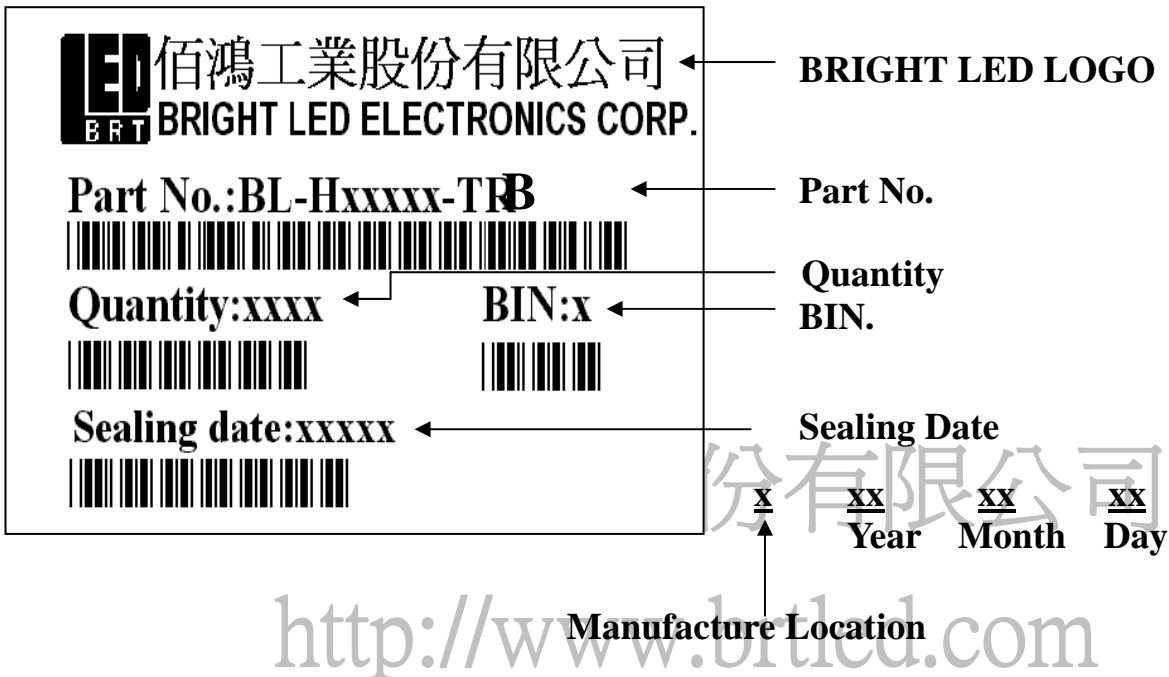 LED 佰鴻工業股份有限公司 BRIGHT LED LOGO
BRT BRIGHT LED ELECTRONICS CORP.
Part No.:BL-Hxxxxx-TRB Part No.
Quantity
Quantity:xxxx BIN:x BIN.
Sealing date:xxxxx Sealing Date
份有限公司
x xx xx xx
Year Month Day
Manufacture Location
http://www.brtled.com